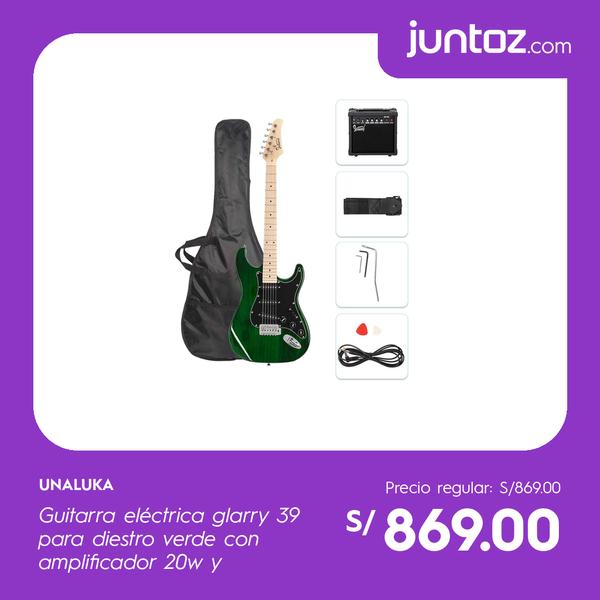 juntoz.com
UNALUKA
Guitarra eléctrica glarry 39
para diestro verde con
amplificador 20w y
Precio regular: S/869.00
S/ 869.00